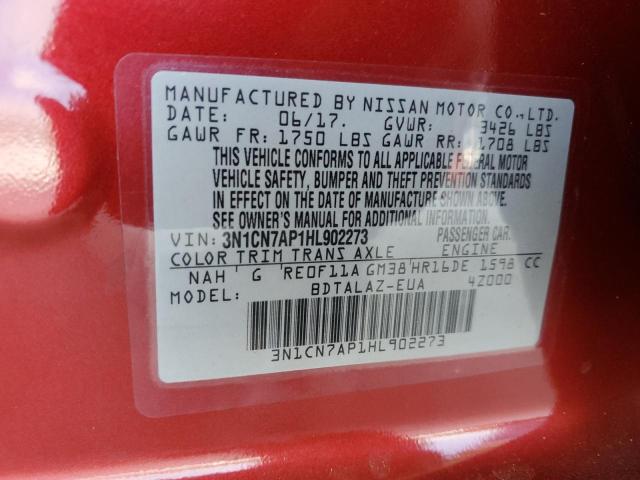 MANUFACTURED BY NISSAN MOTOR CO., LTD.
DATE: 06/17. GVWR: 3426 LBS
GAWR FR: 1750 LBS GAWR RR: 1708 LBS
THIS VEHICLE CONFORMS TO ALL APPLICABLE FEDERAL MOTOR
VEHICLE SAFETY, BUMPER AND THEFT PREVENTION STANDARDS
IN EFFECT ON THE DATE OF MANUFACTURE SHOWN ABOVE.
SEE OWNER'S MANUAL FOR ADDITIONAL INFORMATION.
VIN: 3N1CN7AP1HL902273 PASSENGER CAR.
COLOR TRIM TRANS AXLE ENGINE
NAH G RE0F11A GM38 HR16DE 1598 CC
MODEL: BDTALAZ-EUA 4Z000
3N1CN7AP1HL902273